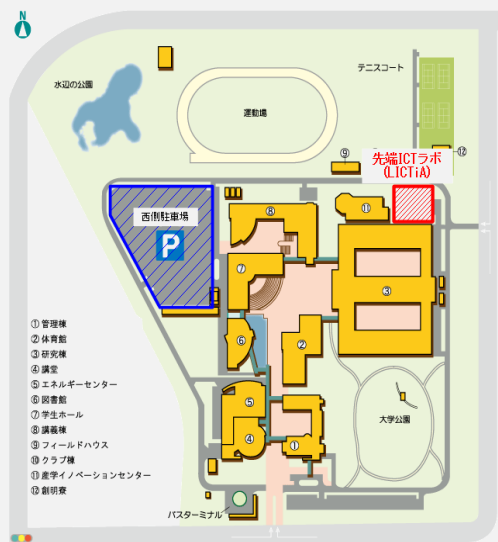 N
水辺の公園
テニスコート
運動場
⑨
⑫
先端ICTラボ
(LICTiA)
西側駐車場
P
⑧
⑪
⑦
③
⑥
②
①管理棟
②体育館
③研究棟
④講堂
⑤エネルギーセンター
⑥図書館
⑦学生ホール
⑧講義棟
⑨フィールドハウス
⑩クラブ棟
⑪産学イノベーションセンター
⑫創明寮
⑤
④
①
大学公園
バスターミナル